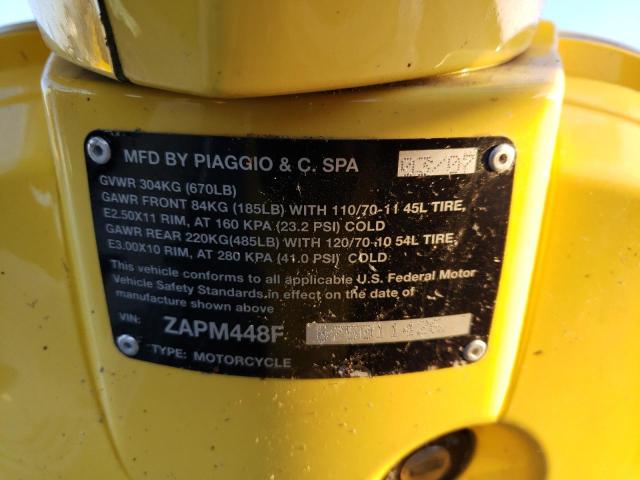 MFD BY PIAGGIO & C. SPA
GVWR 304KG (670LB)
GAWR FRONT 84KG (185LB) WITH 110/70-11 45L TIRE,
E2.50X11 RIM, AT 160 KPA (23.2 PSI) COLD
GAWR REAR 220KG(485LB) WITH 120/70-10 54L TIRE,
E3.00X10 RIM, AT 280 KPA (41.0 PSI) COLD
This vehicle conforms to all applicable U.S. Federal Motor
Vehicle Safety Standards in effect on the date of
manufacture shown above
VIN: ZAPM448F
TYPE: MOTORCYCLE